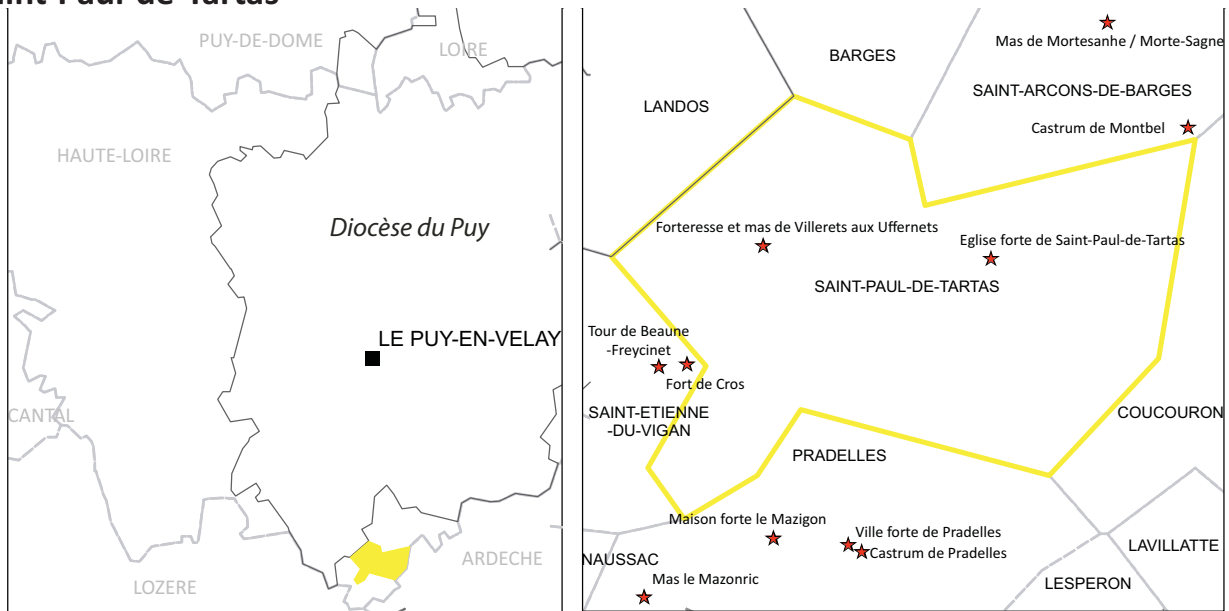 Saint-Paul-de-Tartas
PUY-DE-DOME
LOIRE
HAUTE-LOIRE
Diocèse du Puy
LE PUY-EN-VELAY
CANTAL
ARDECHE
LOZERE
Mas de Mortesanhe / Morte-Sagne
BARGES
SAINT-ARCONS-DE-BARGES
LANDOS
Castrum de Montbel
Forteresse et mas de Villerets aux Uffernets
Eglise forte de Saint-Paul-de-Tartas
SAINT-PAUL-DE-TARTAS
Tour de Beaune
-Freycinet
Fort de Cros
SAINT-ETIENNE
-DU-VIGAN
COUCOURON
PRADELLES
Maison forte le Mazigon
Ville forte de Pradelles
Castrum de Pradelles
NAUSSAC
LAVILLATTE
Mas le Mazonric
LESPERON